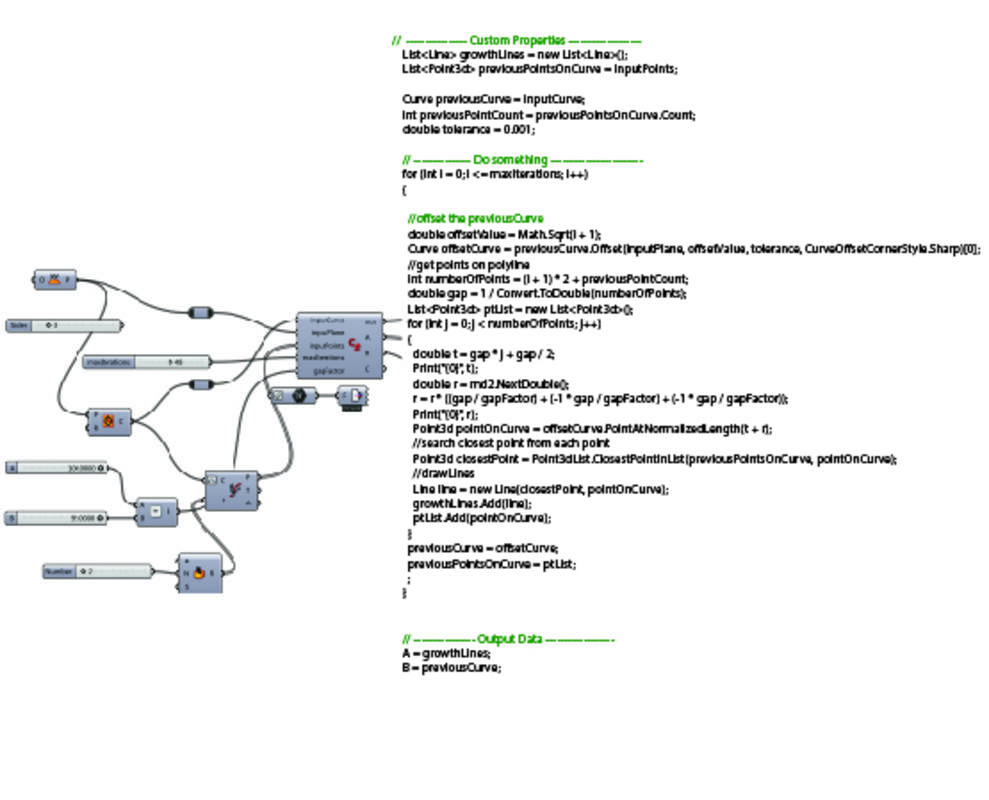 // ---------------- Custom Properties -------------------
List<Line> growthLines = new List<Line>();
List<Point3d> previousPointsOnCurve = inputPoints;
Curve previousCurve = inputCurve;
int previousPointCount = previousPointsOnCurve.Count;
double tolerance = 0.001;
// --------------- Do something ------------------------
for (int i = 0; i <= maxIterations; i++)
{
//offset the previousCurve
double offsetValue = Math.Sqrt(i + 1);
Curve offsetCurve = previousCurve.Offset(inputPlane, offsetValue, tolerance, CurveOffsetCornerStyle.Sharp)[0];
//get points on polyline
int numberOfPoints = (i + 1) * 2 + previousPointCount;
double gap = 1 / Convert.ToDouble(numberOfPoints);
List<Point3d> ptList = new List<Point3d>();
for (int j = 0; j < numberOfPoints; j++)
{
double t = gap * j + gap / 2;
Print("{0}", t);
double r = rnd2.NextDouble();
r = r * ((gap / gapFactor) + (-1 * gap / gapFactor) + (-1 * gap / gapFactor));
Print("{0}", r);
Point3d pointOnCurve = offsetCurve.PointAtNormalizedLength(t + r);
//search closest point from each point
Point3d closestPoint = Point3dList.ClosestPointInList(previousPointsOnCurve, pointOnCurve);
//drawLines
Line line = new Line(closestPoint, pointOnCurve);
growthLines.Add(line);
ptList.Add(pointOnCurve);
}
previousCurve = offsetCurve;
previousPointsOnCurve = ptList;
;
}
// ---------------- Output Data ------------------
A = growthLines;
B = previousCurve;
O P
inputCurve
inputPlane
inputPoints
maxIterations
gapFactor
out
A
B
C
maxIterations
Number 2